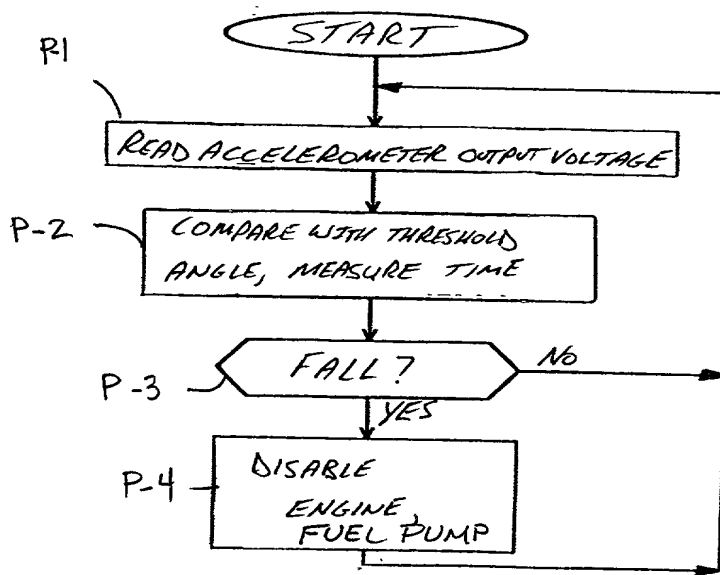 START
P-1
READ ACCELEROMETER OUTPUT VOLTAGE
P-2
COMPARE WITH THRESHOLD
ANGLE, MEASURE TIME
FALL?
NO
P-3
YES
P-4
DISABLE
ENGINE,
FUEL PUMP